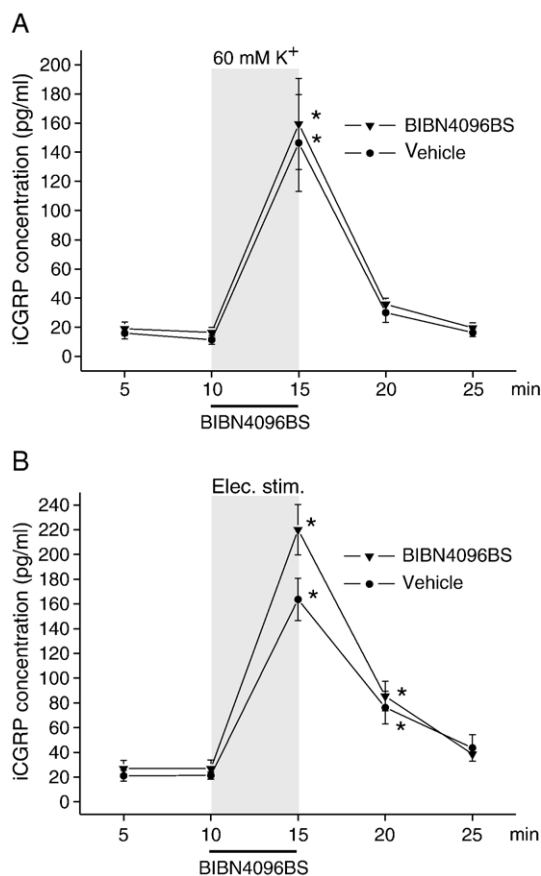 A
60 mM K+
iCGRP concentration (pg/ml)
200
180
160
140
120
100
80
60
40
20
0
*
*
BIBN4096BS
Vehicle
5 10 15 20 25 min
BIBN4096BS
B
Elec. stim.
iCGRP concentration (pg/ml)
240
220
200
180
160
140
120
100
80
60
40
20
0
*
*
*
*
BIBN4096BS
Vehicle
5 10 15 20 25 min
BIBN4096BS